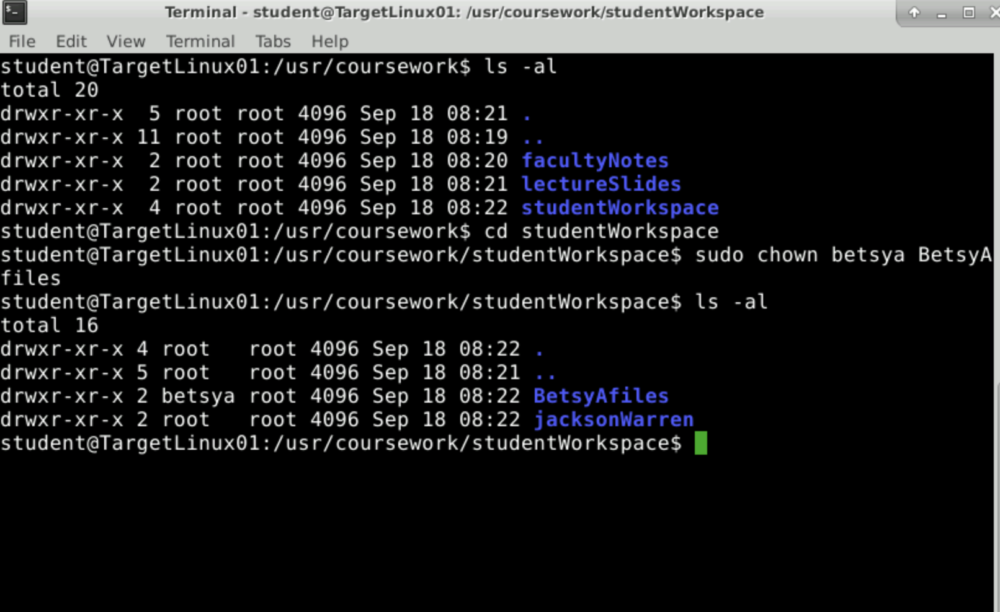 Terminal - student@TargetLinux01: /usr/coursework/studentWorkspace
File Edit View Terminal Tabs Help
student@TargetLinux01:/usr/coursework$ ls -al
total 20
drwxr-xr-x  5 root root 4096 Sep 18 08:21 .
drwxr-xr-x 11 root root 4096 Sep 18 08:19 ..
drwxr-xr-x  2 root root 4096 Sep 18 08:20 facultyNotes
drwxr-xr-x  2 root root 4096 Sep 18 08:21 lectureSlides
drwxr-xr-x  4 root root 4096 Sep 18 08:22 studentWorkspace
student@TargetLinux01:/usr/coursework$ cd studentWorkspace
student@TargetLinux01:/usr/coursework/studentWorkspace$ sudo chown betsya BetsyA
files
student@TargetLinux01:/usr/coursework/studentWorkspace$ ls -al
total 16
drwxr-xr-x 4 root   root 4096 Sep 18 08:22 .
drwxr-xr-x 5 root   root 4096 Sep 18 08:21 ..
drwxr-xr-x 2 betsya root 4096 Sep 18 08:22 BetsyAfiles
drwxr-xr-x 2 root   root 4096 Sep 18 08:22 jacksonWarren
student@TargetLinux01:/usr/coursework/studentWorkspace$